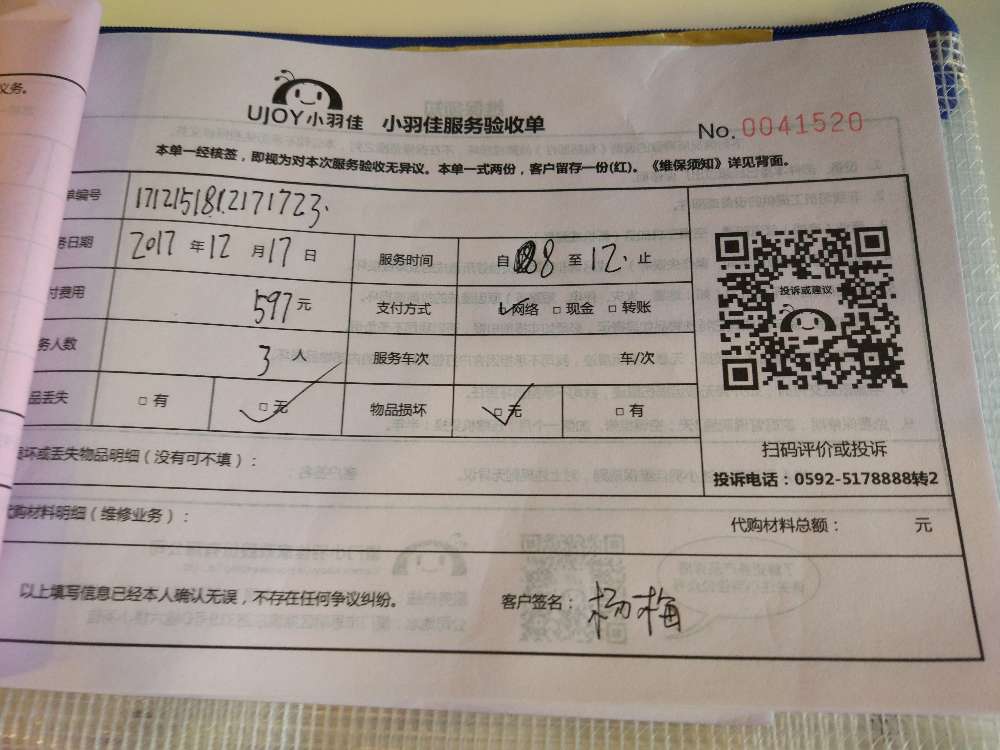 义务。
UJOY小羽佳 小羽佳服务验收单 No. 0041520
本单一经核签，即视为对本次服务验收无异议。本单一式两份，客户留存一份(红)。《维保须知》详见背面。
单编号
务日期 2017 年 12 月 17 日 服务时间 自 8 至 12. 止
付费用 597 元 支付方式 □网络 □现金 □转账
务人数 3 人 服务车次 车/次
品丢失 □有 □无 物品损坏 □无 □有
投诉或建议
扫码评价或投诉
投诉电话：0592-5178888转2
损坏或丢失物品明细（没有可不填）：
代购材料明细（维修业务）： 代购材料总额： 元
以上填写信息已经本人确认无误，不存在任何争议纠纷。 客户签名：杨梅